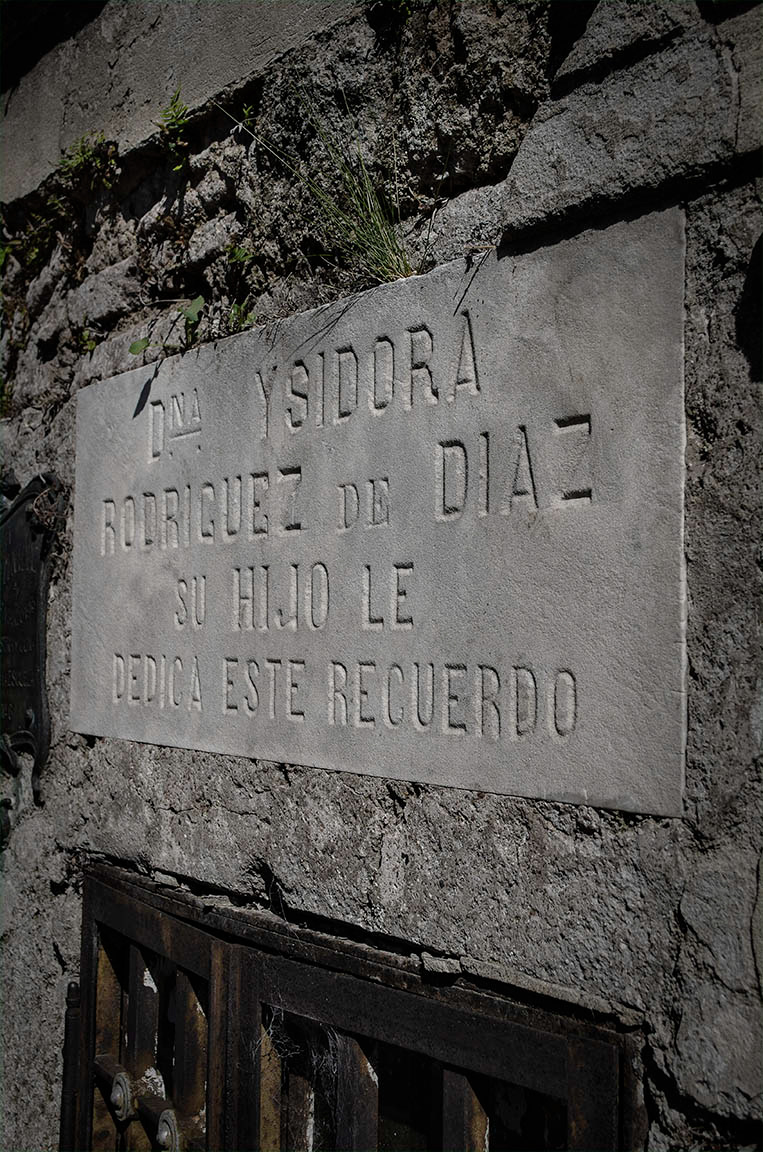 DNA YSIDORA
RODRIGUEZ DE DIAZ
SU HIJO LE
DEDICA ESTE RECUERDO